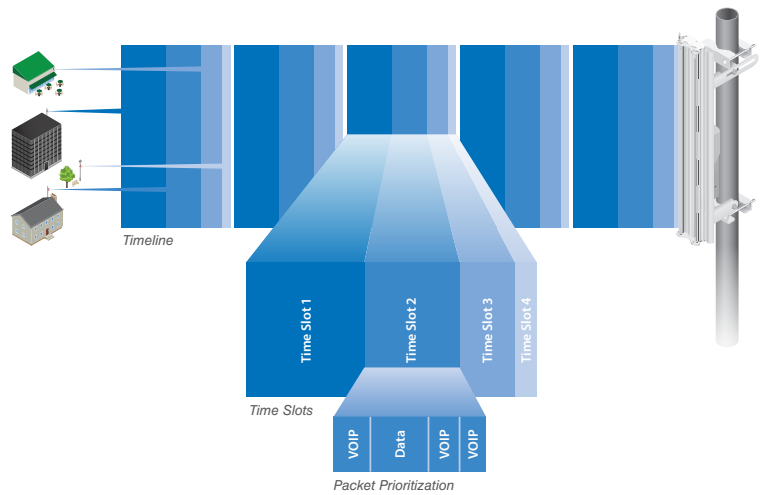 Timeline
Time Slot 1
Time Slot 2
Time Slot 3
Time Slot 4
Time Slots
VOIP
Data
VOIP
VOIP
Packet Prioritization